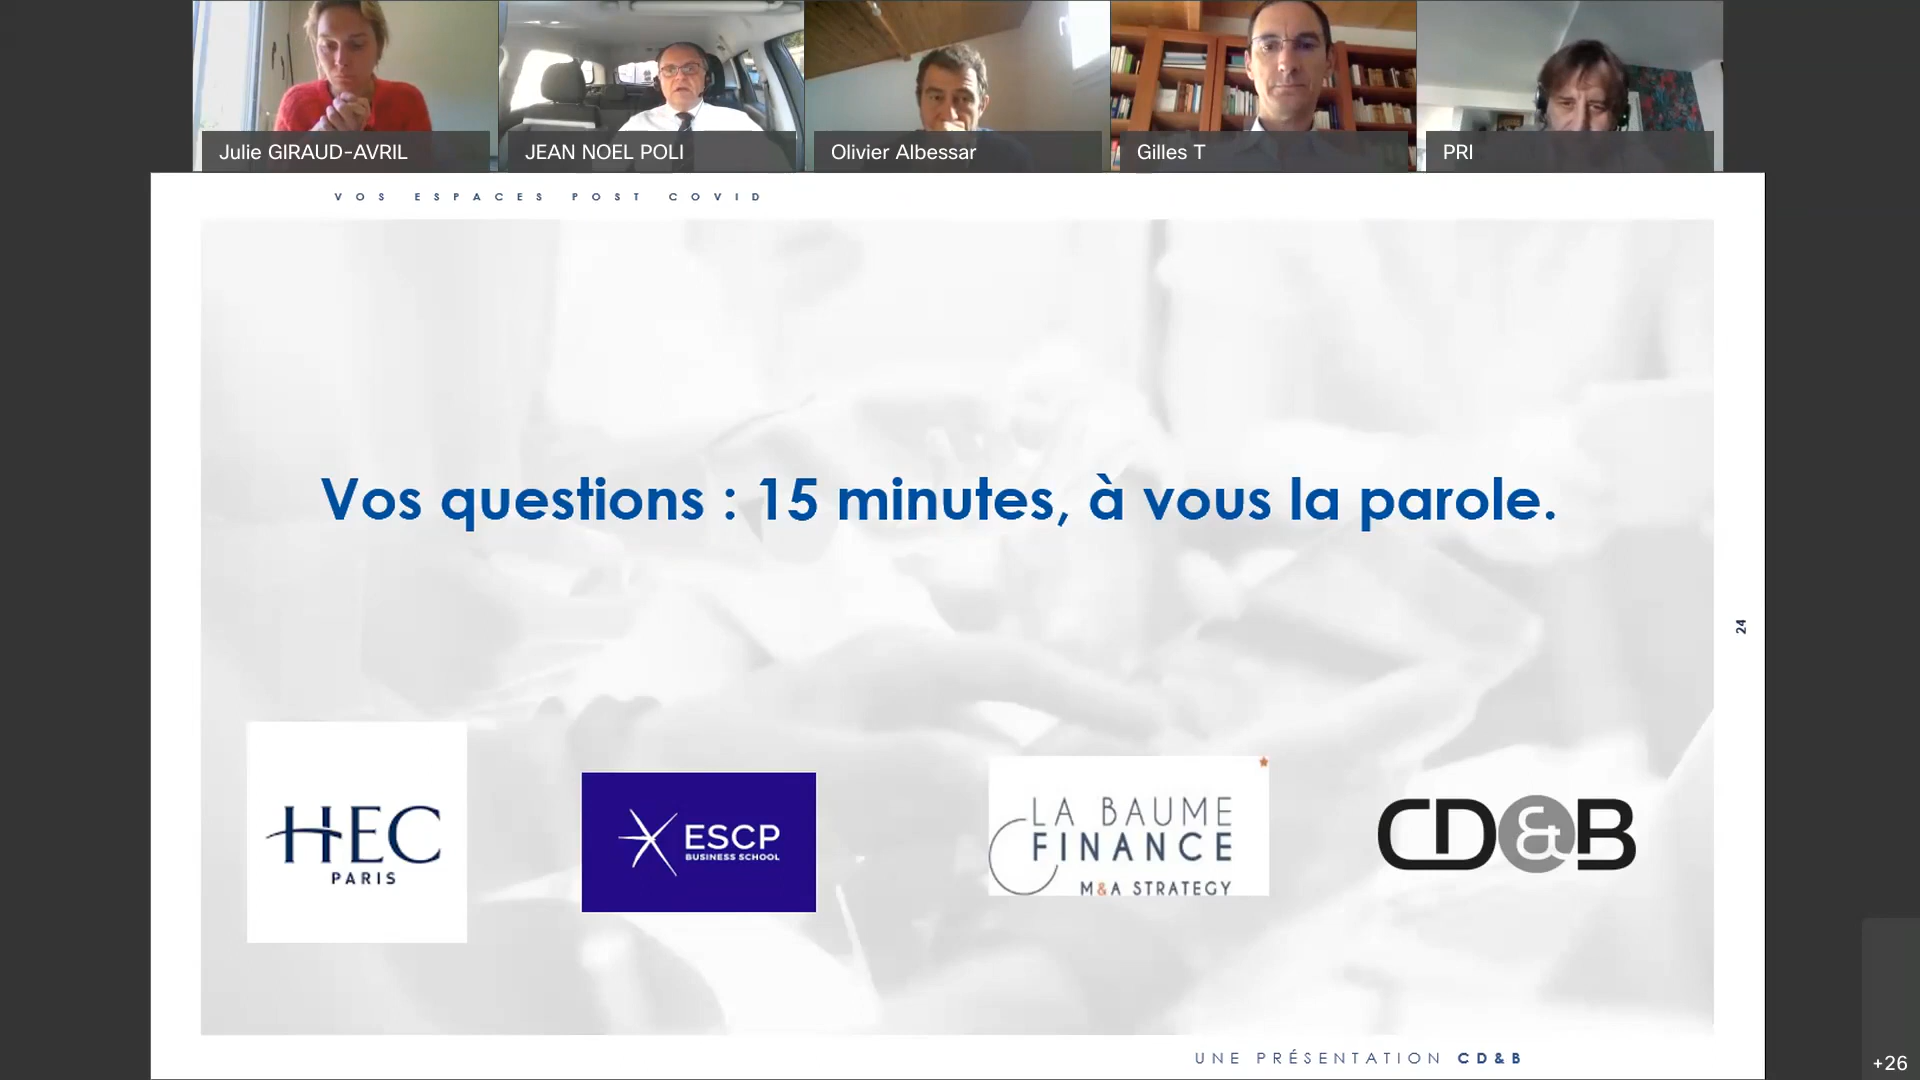 Julie GIRAUD-AVRIL
JEAN NOEL POLI
Olivier Albessar
Gilles T
PRI
VOS ESPACES POST COVID
Vos questions : 15 minutes, à vous la parole.
24
HEC
PARIS
ESCP
BUSINESS SCHOOL
LA BAUME
FINANCE
M&A STRATEGY
CD&B
UNE PRÉSENTATION CD&B
+26